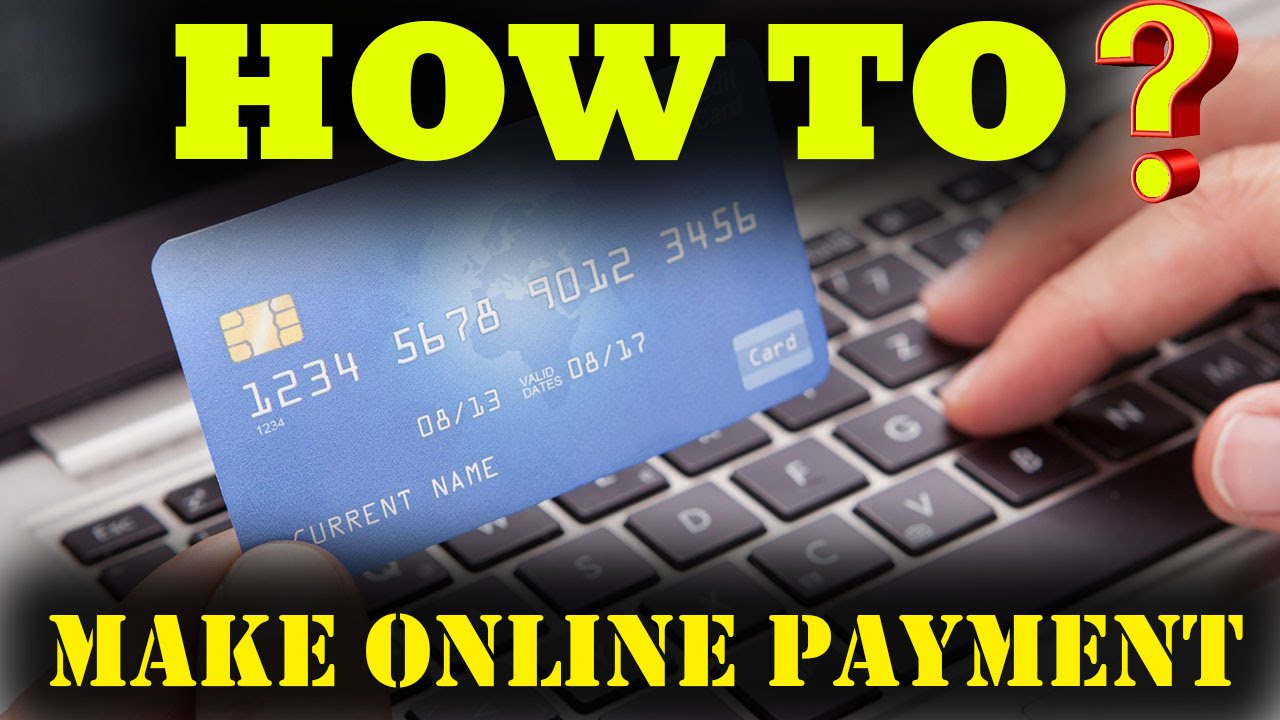 HOW TO?
1234 5678 9012 3456
1234
08/13 VALID DATES 08/17
CURRENT NAME
Card
Esc
Z
G
B
N
M
F
V
D
C
S
W
MAKE ONLINE PAYMENT